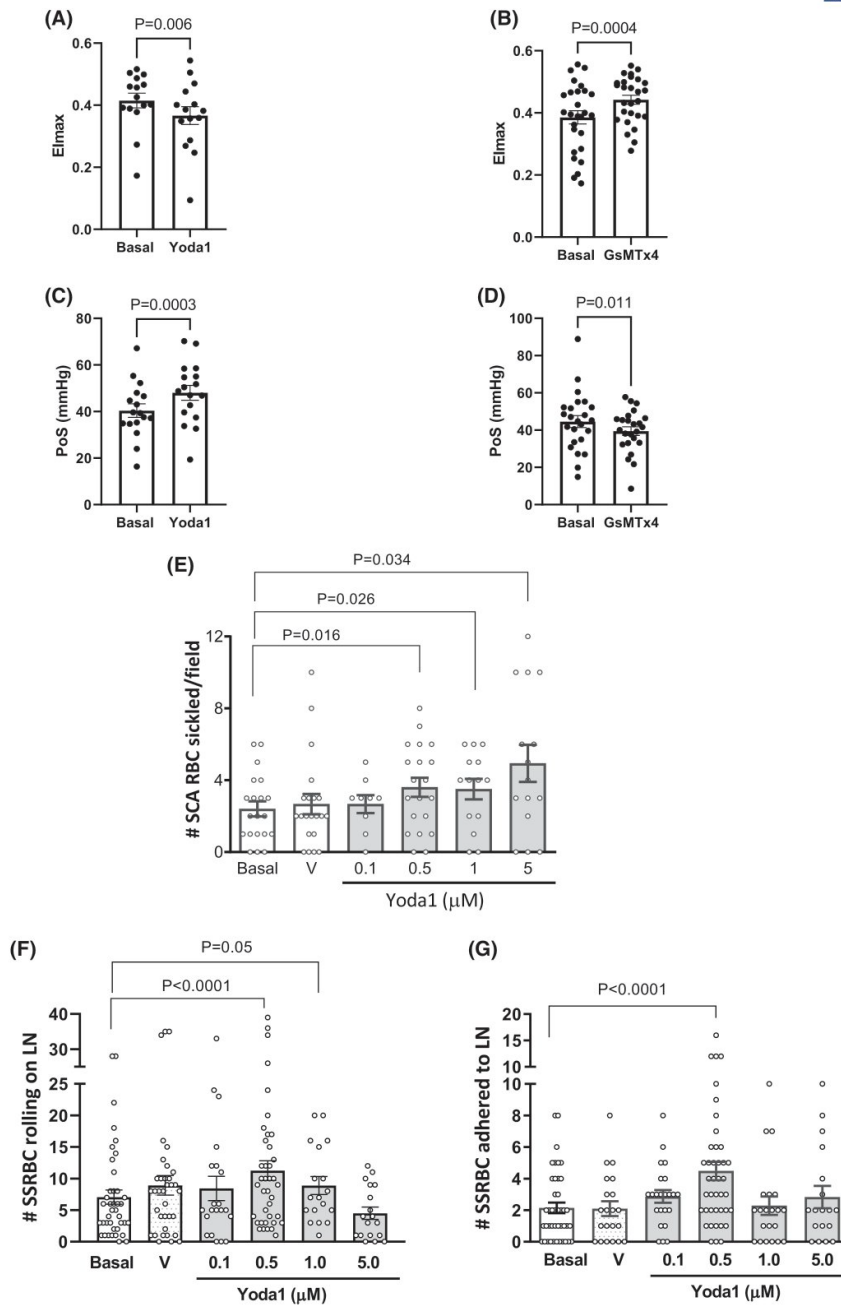 (A)
P=0.006
EImax
0.6
0.4
0.2
0.0
Basal Yoda1
(B)
P=0.0004
EImax
0.6
0.4
0.2
0.0
Basal GsMTx4
(C)
P=0.0003
PoS (mmHg)
80
60
40
20
0
Basal Yoda1
(D)
P=0.011
PoS (mmHg)
100
80
60
40
20
0
Basal GsMTx4
(E)
P=0.034
P=0.026
P=0.016
# SCA RBC sickled/field
12
8
4
0
Basal V 0.1 0.5 1 5
Yoda1 (μM)
(F)
P=0.05
P<0.0001
# SSRBC rolling on LN
40
30
25
20
15
10
5
0
Basal V 0.1 0.5 1.0 5.0
Yoda1 (μM)
(G)
P<0.0001
# SSRBC adhered to LN
20
15
10
10
8
6
4
2
0
Basal V 0.1 0.5 1.0 5.0
Yoda1 (μM)